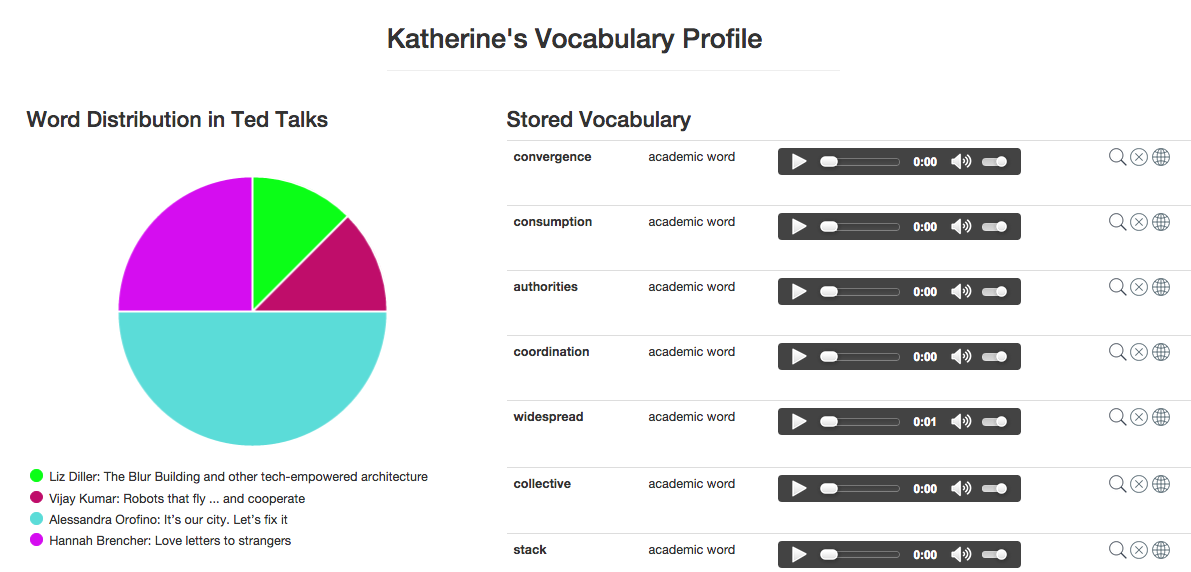 Katherine's Vocabulary Profile
Word Distribution in Ted Talks
Liz Diller: The Blur Building and other tech-empowered architecture
Vijay Kumar: Robots that fly ... and cooperate
Alessandra Orofino: It's our city. Let's fix it
Hannah Brencher: Love letters to strangers
Stored Vocabulary
convergence academic word 0:00
consumption academic word 0:00
authorities academic word 0:00
coordination academic word 0:00
widespread academic word 0:01
collective academic word 0:00
stack academic word 0:00